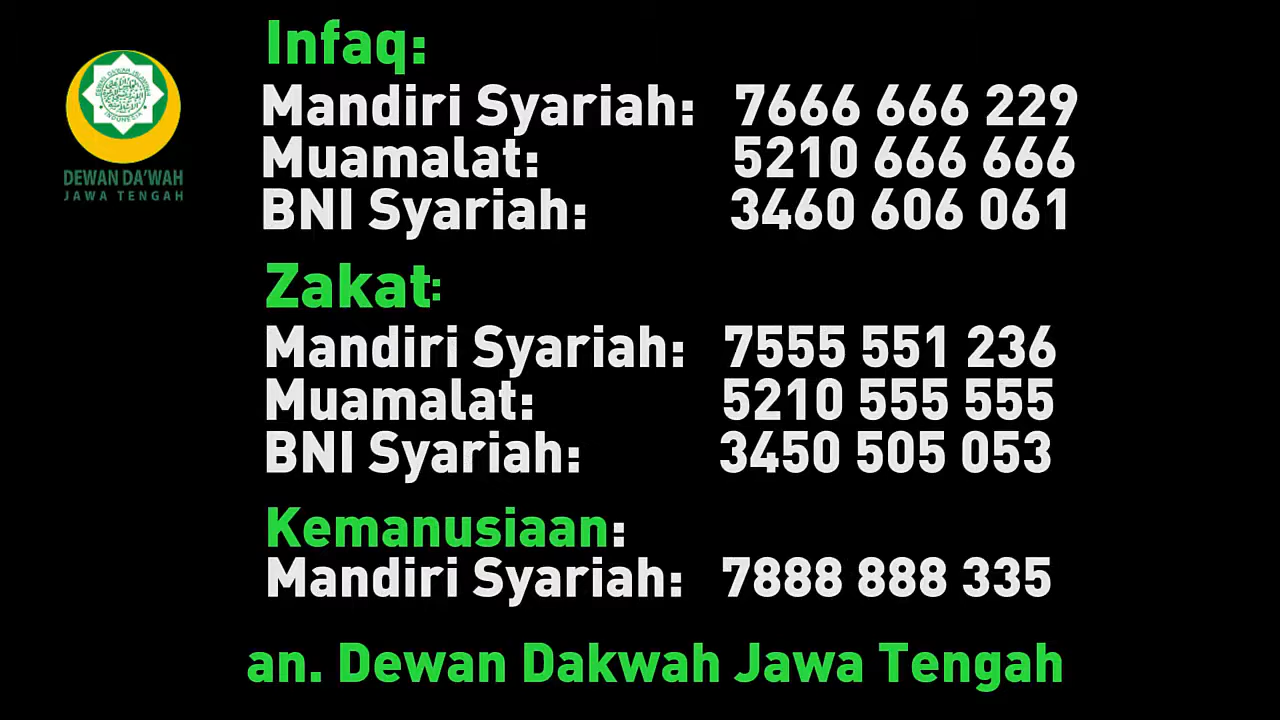 Infaq:
Mandiri Syariah: 7666 666 229
Muamalat: 5210 666 666
BNI Syariah: 3460 606 061
DEWAN DA'WAH
JAWA TENGAH
Zakat:
Mandiri Syariah: 7555 551 236
Muamalat: 5210 555 555
BNI Syariah: 3450 505 053
Kemanusiaan:
Mandiri Syariah: 7888 888 335
an. Dewan Dakwah Jawa Tengah